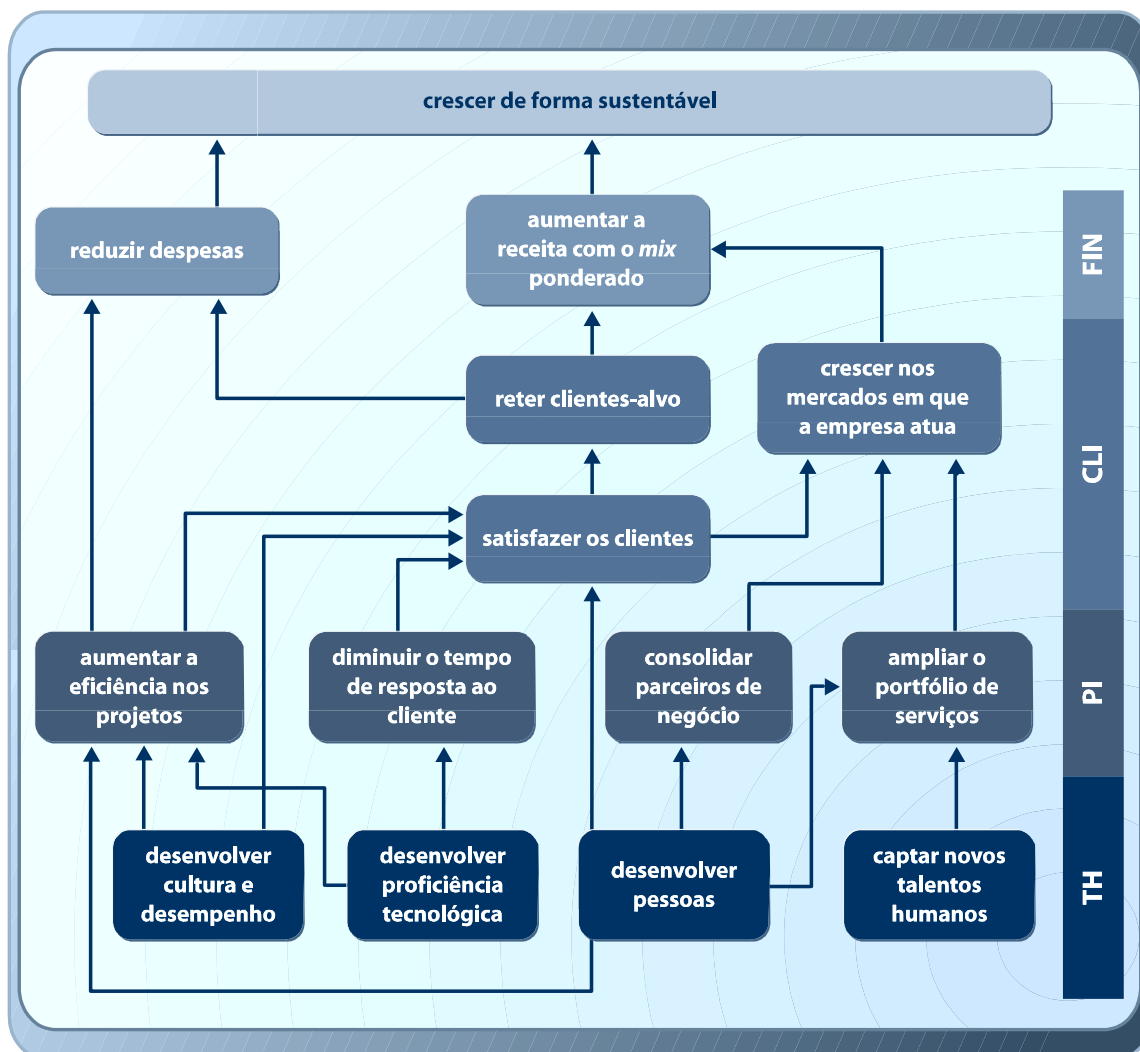 crescer de forma sustentável
reduzir despesas
aumentar a
receita com o mix
ponderado
FIN
reter clientes-alvo
crescer nos
mercados em que
a empresa atua
CLI
satisfazer os clientes
aumentar a
eficiência nos
projetos
diminuir o tempo
de resposta ao
cliente
consolidar
parceiros de
negócio
ampliar o
portfólio de
serviços
PI
desenvolver
cultura e
desempenho
desenvolver
proficiência
tecnológica
desenvolver
pessoas
captar novos
talentos
humanos
TH